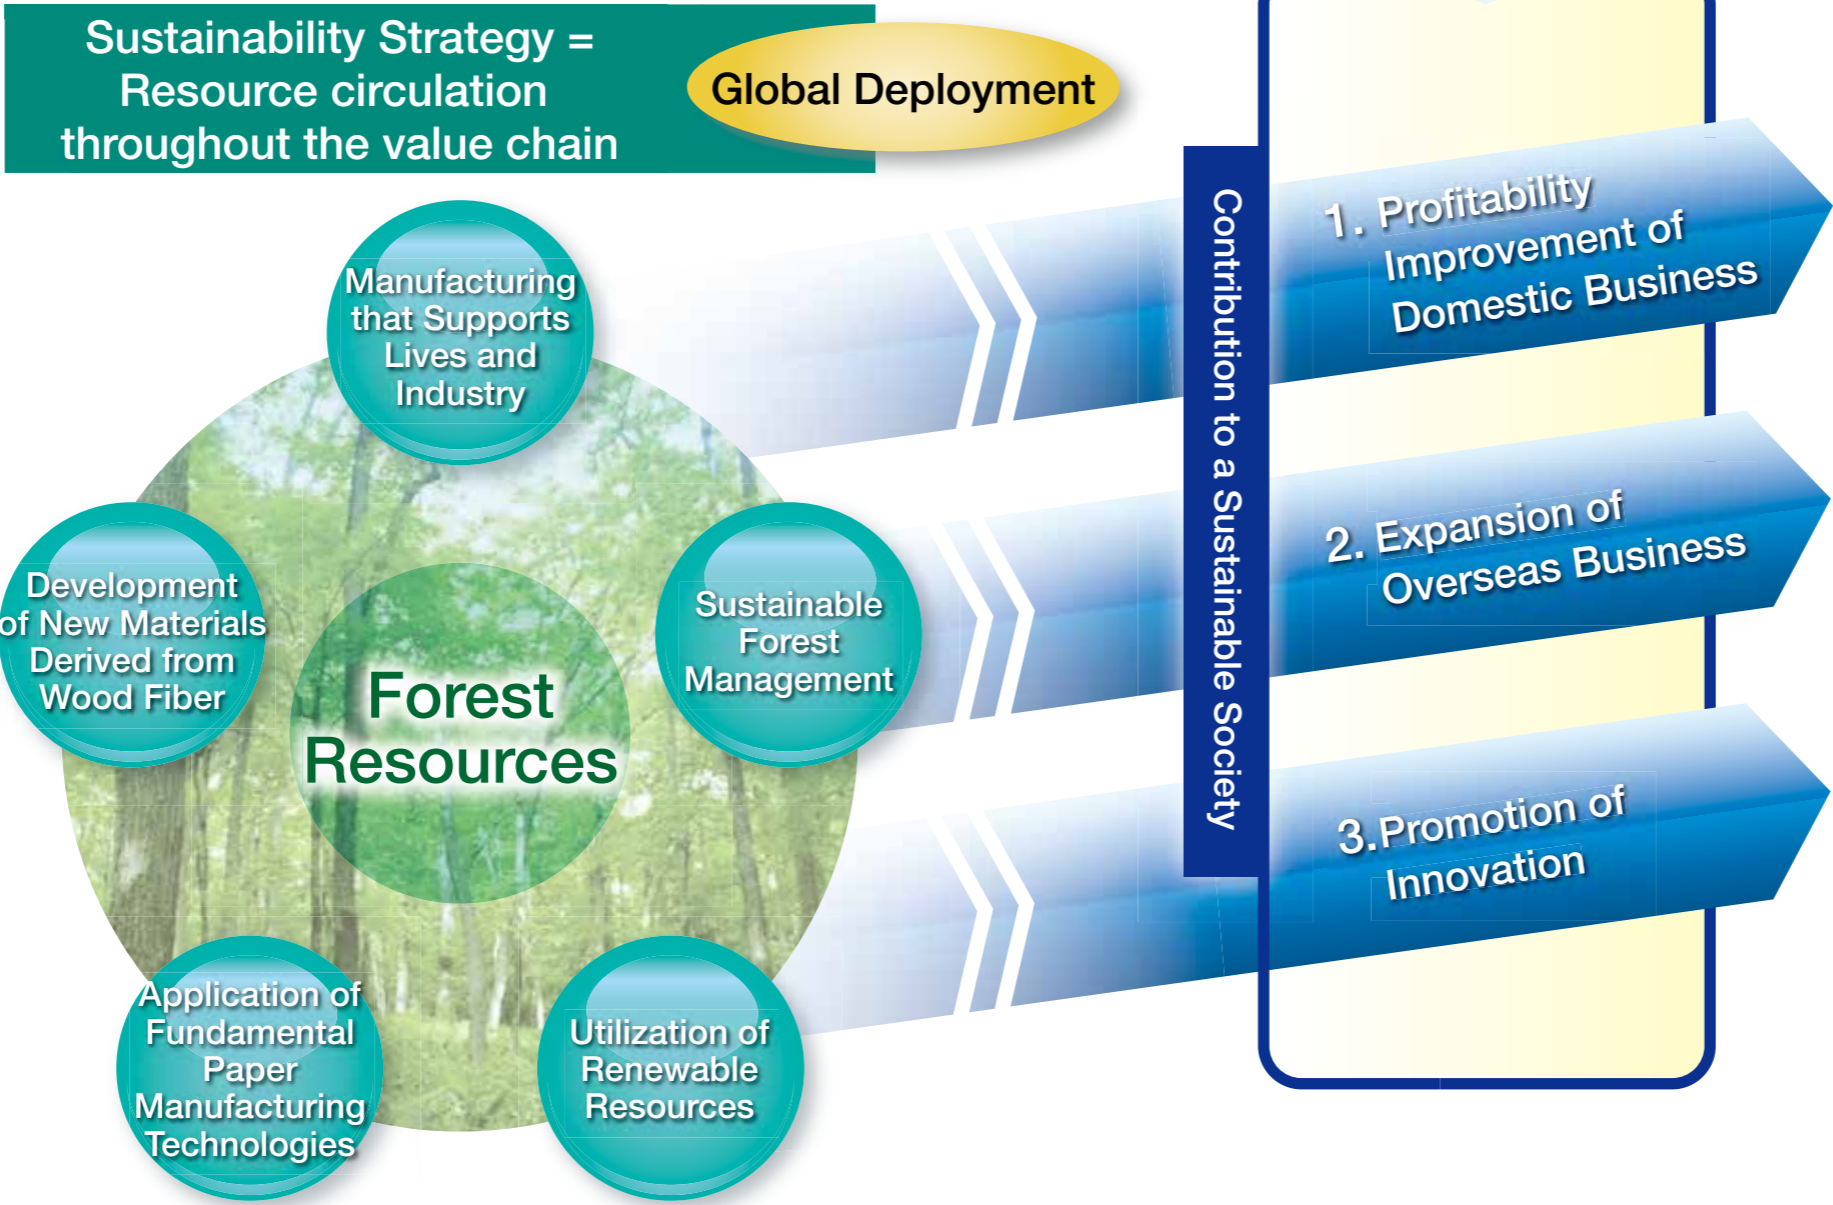 Sustainability Strategy =
Resource circulation
throughout the value chain
Global Deployment
Manufacturing
that Supports
Lives and
Industry
Development
of New Materials
Derived from
Wood Fiber
Sustainable
Forest
Management
Forest
Resources
Application of
Fundamental
Paper
Manufacturing
Technologies
Utilization of
Renewable
Resources
Contribution to a Sustainable Society
1. Profitability
Improvement of
Domestic Business
2. Expansion of
Overseas Business
3.Promotion of
Innovation